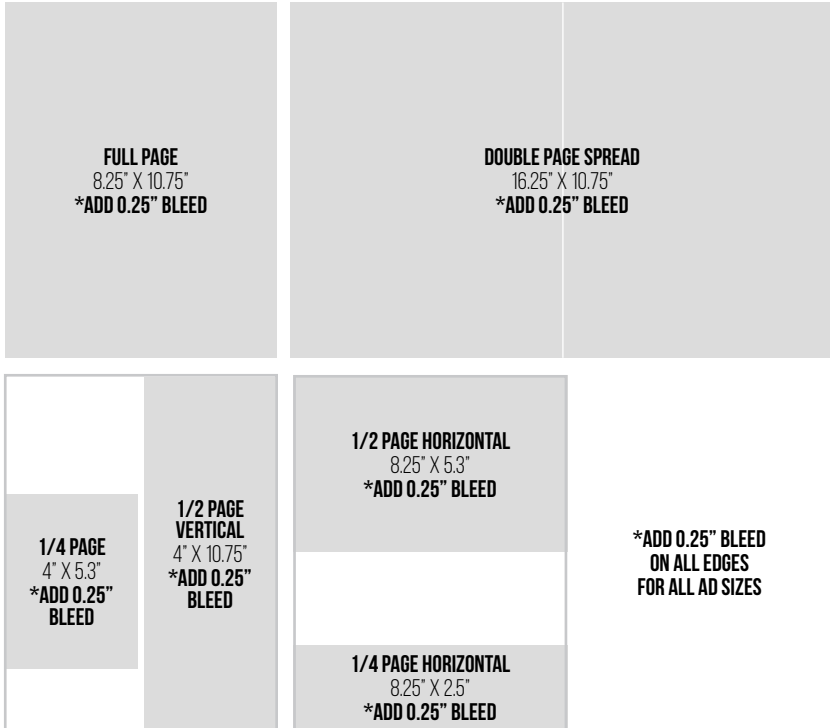 FULL PAGE
8.25" X 10.75"
*ADD 0.25” BLEED
DOUBLE PAGE SPREAD
16.25" X 10.75"
*ADD 0.25” BLEED
1/4 PAGE
4" X 5.3"
*ADD 0.25”
BLEED
1/2 PAGE
VERTICAL
4" X 10.75"
*ADD 0.25”
BLEED
1/2 PAGE HORIZONTAL
8.25" X 5.3"
*ADD 0.25” BLEED
1/4 PAGE HORIZONTAL
8.25" X 2.5"
*ADD 0.25” BLEED
*ADD 0.25” BLEED
ON ALL EDGES
FOR ALL AD SIZES